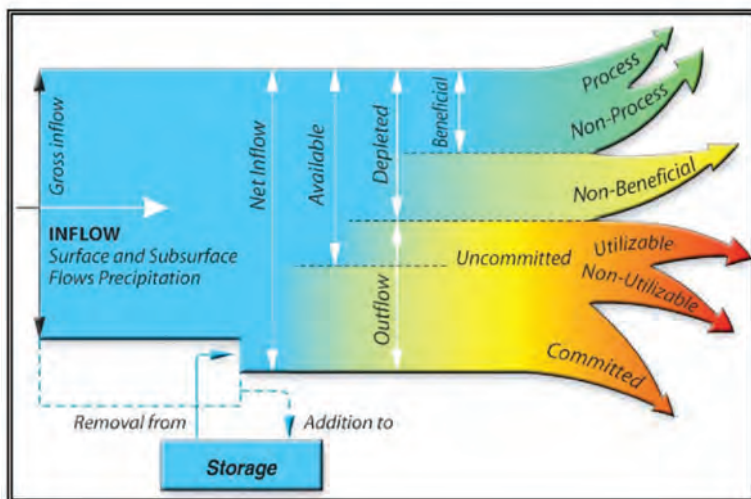 Gross inflow
INFLOW
Surface and Subsurface
Flows Precipitation
Net Inflow
Available
Depleted
Beneficial
Outflow
Process
Non-Process
Non-Beneficial
Uncommitted
Utilizable
Non-Utilizable
Committed
Removal from
Addition to
Storage